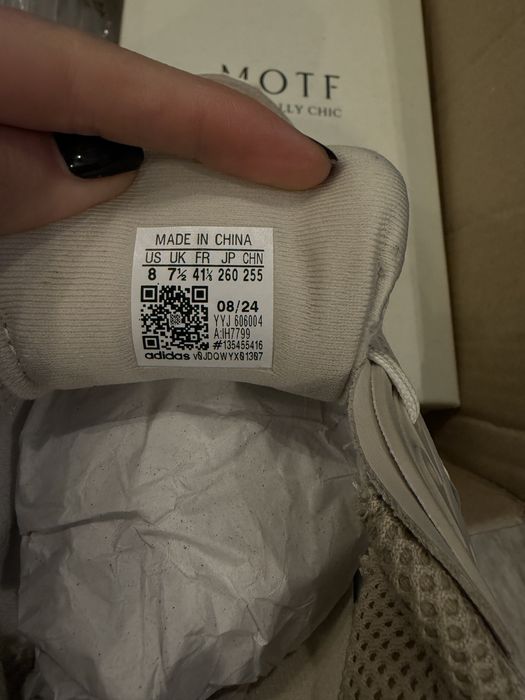 MOTF
LLY CHIC
MADE IN CHINA
US UK FR JP CHN
8 7½ 41⅓ 260 255
08/24
YYJ 606004
A:IH7799
#135455416
adidas vØJDQWYXØ13Ø7